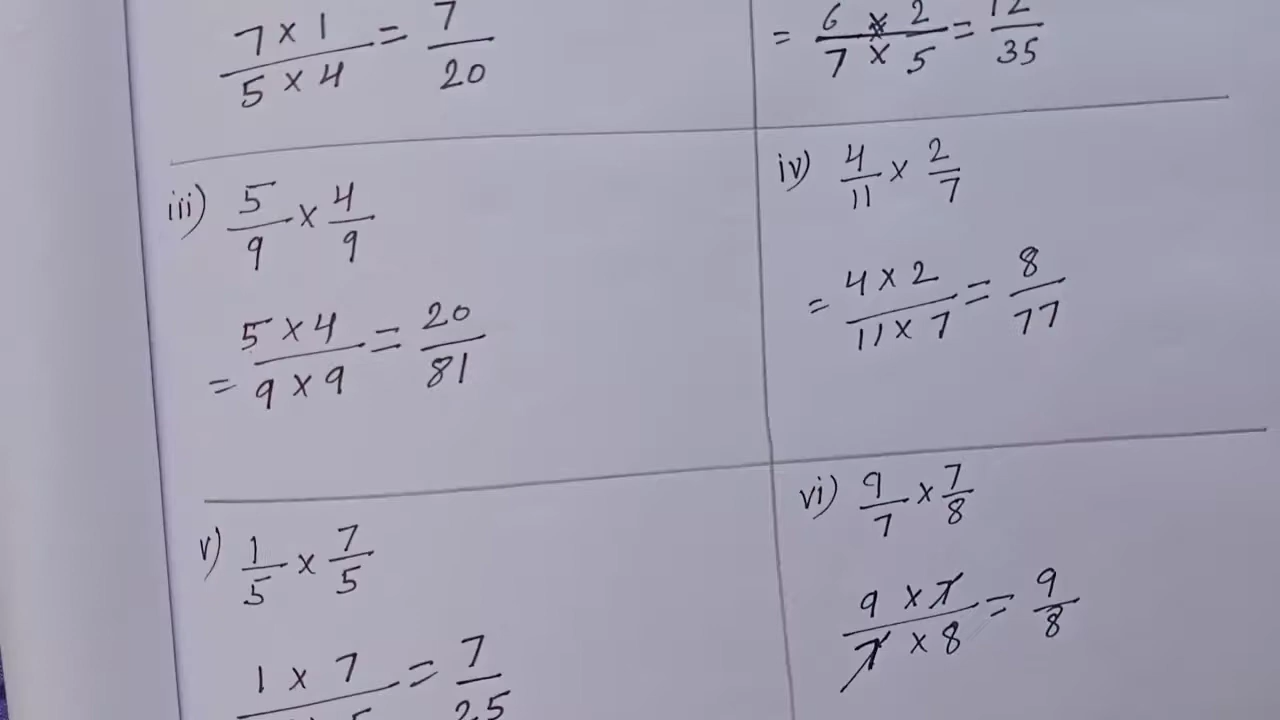 7 × 1 / 5 × 4 = 7/20
= 6 × 2 / 7 × 5 = 12/35
iii) 5/9 × 4/9
= 5 × 4 / 9 × 9 = 20/81
iv) 4/11 × 2/7
= 4 × 2 / 11 × 7 = 8/77
v) 1/5 × 7/5
1 × 7 / 5 = 7/25
vi) 9/7 × 7/8
9 × 7 / 7 × 8 = 9/8